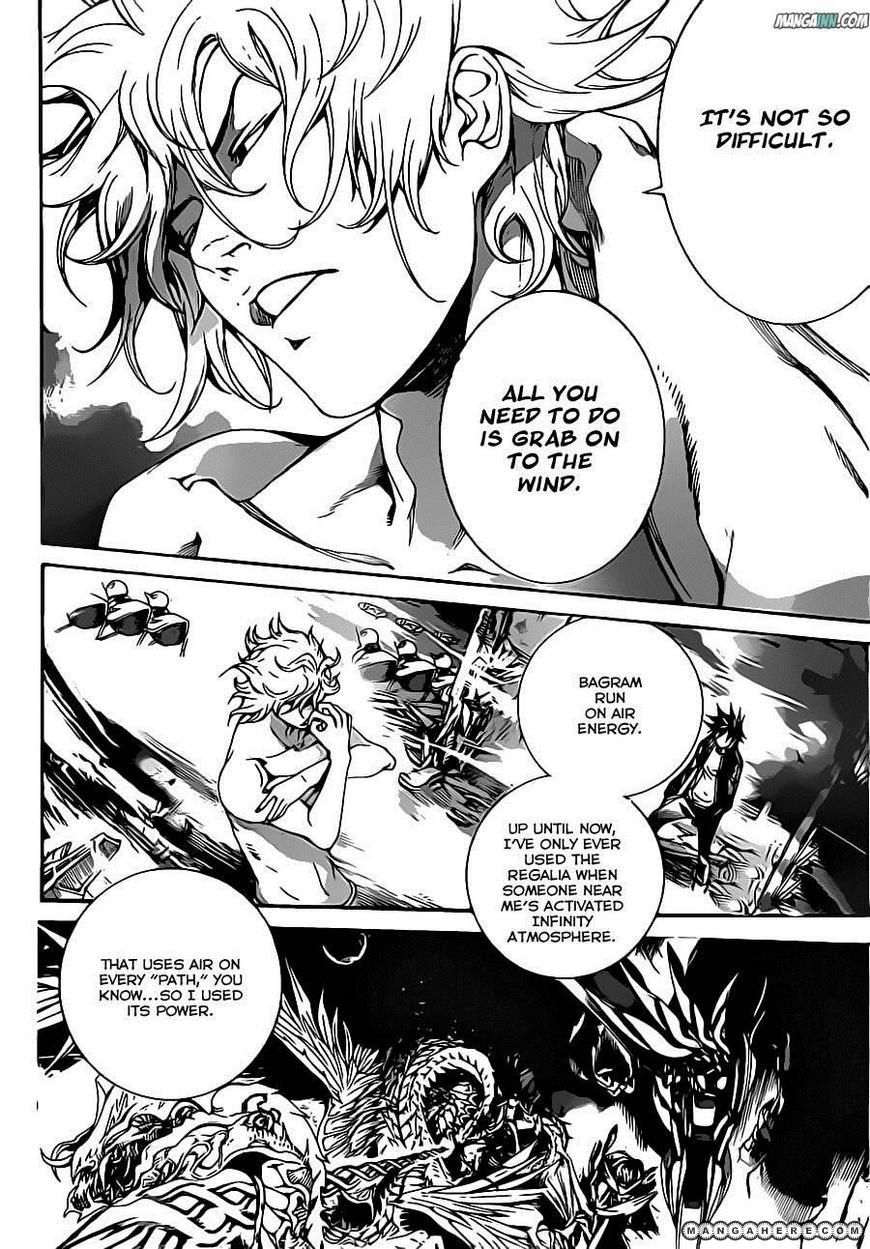 MANGAINN.COM
IT'S NOT SO
DIFFICULT.
ALL YOU
NEED TO DO
IS GRAB ON
TO THE
WIND.
BAGRAM
RUN
ON AIR
ENERGY.
UP UNTIL NOW,
I'VE ONLY EVER
USED THE
REGALIA WHEN
SOMEONE NEAR
ME'S ACTIVATED
INFINITY
ATMOSPHERE.
THAT USES AIR ON
EVERY "PATH," YOU
KNOW...SO I USED
ITS POWER.
MANGAHERE.COM